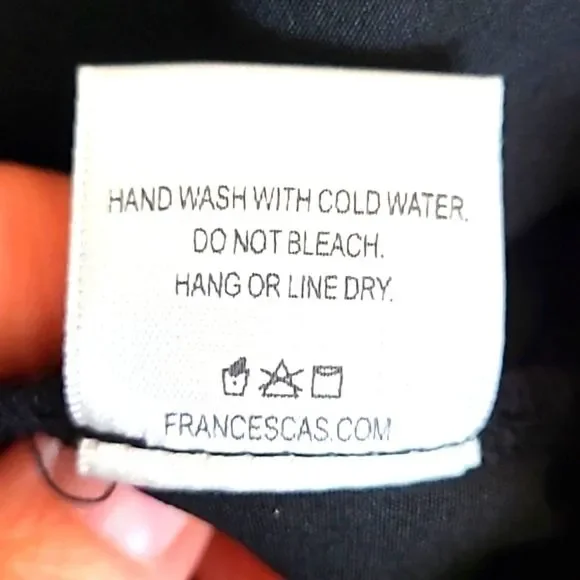 HAND WASH WITH COLD WATER.
DO NOT BLEACH.
HANG OR LINE DRY.
FRANCESCAS.COM